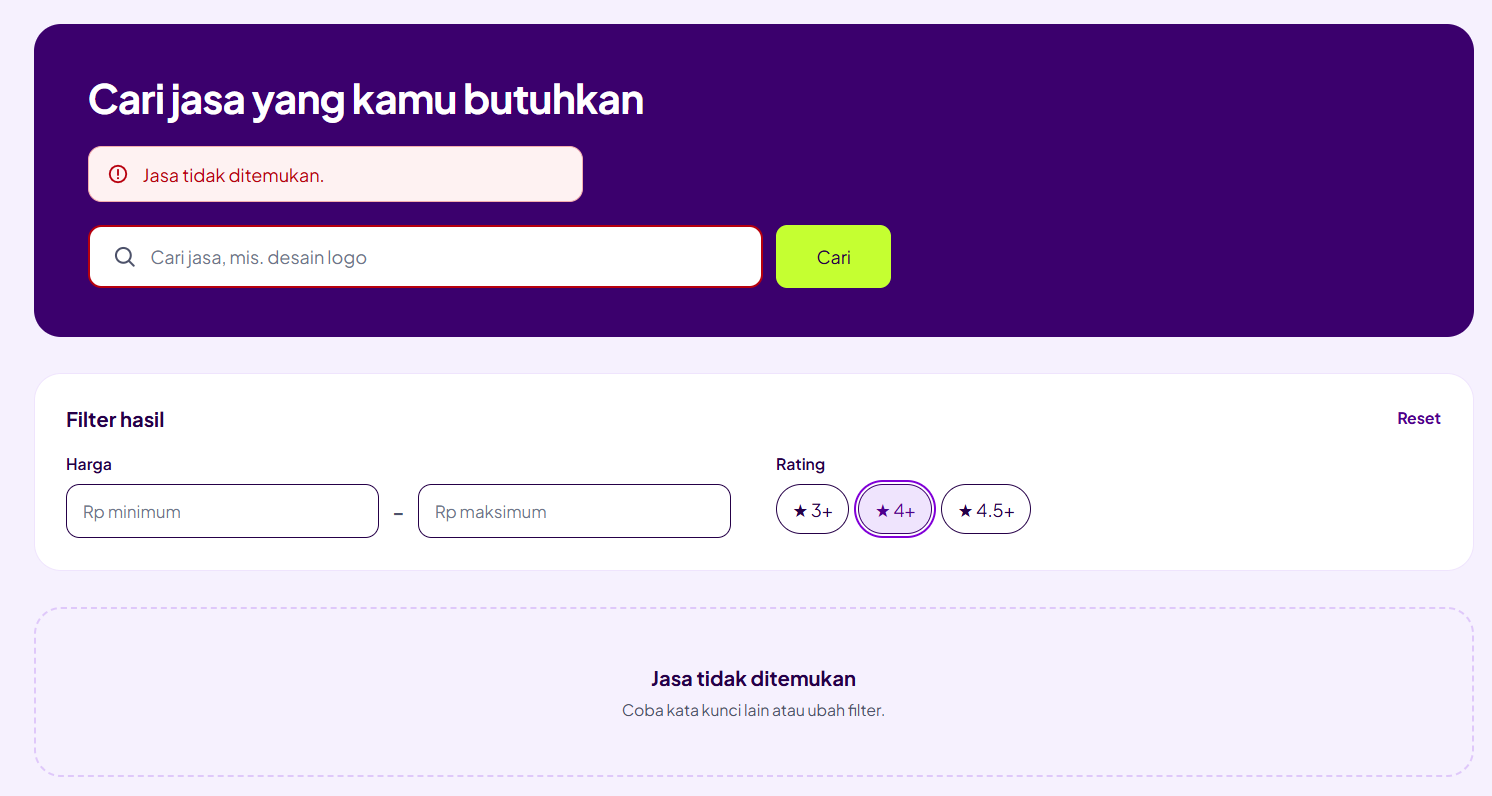 Cari jasa yang kamu butuhkan
Jasa tidak ditemukan.
Cari jasa, mis. desain logo
Cari
Filter hasil
Reset
Harga
Rating
Rp minimum
–
Rp maksimum
★ 3+
★ 4+
★ 4.5+
Jasa tidak ditemukan
Coba kata kunci lain atau ubah filter.